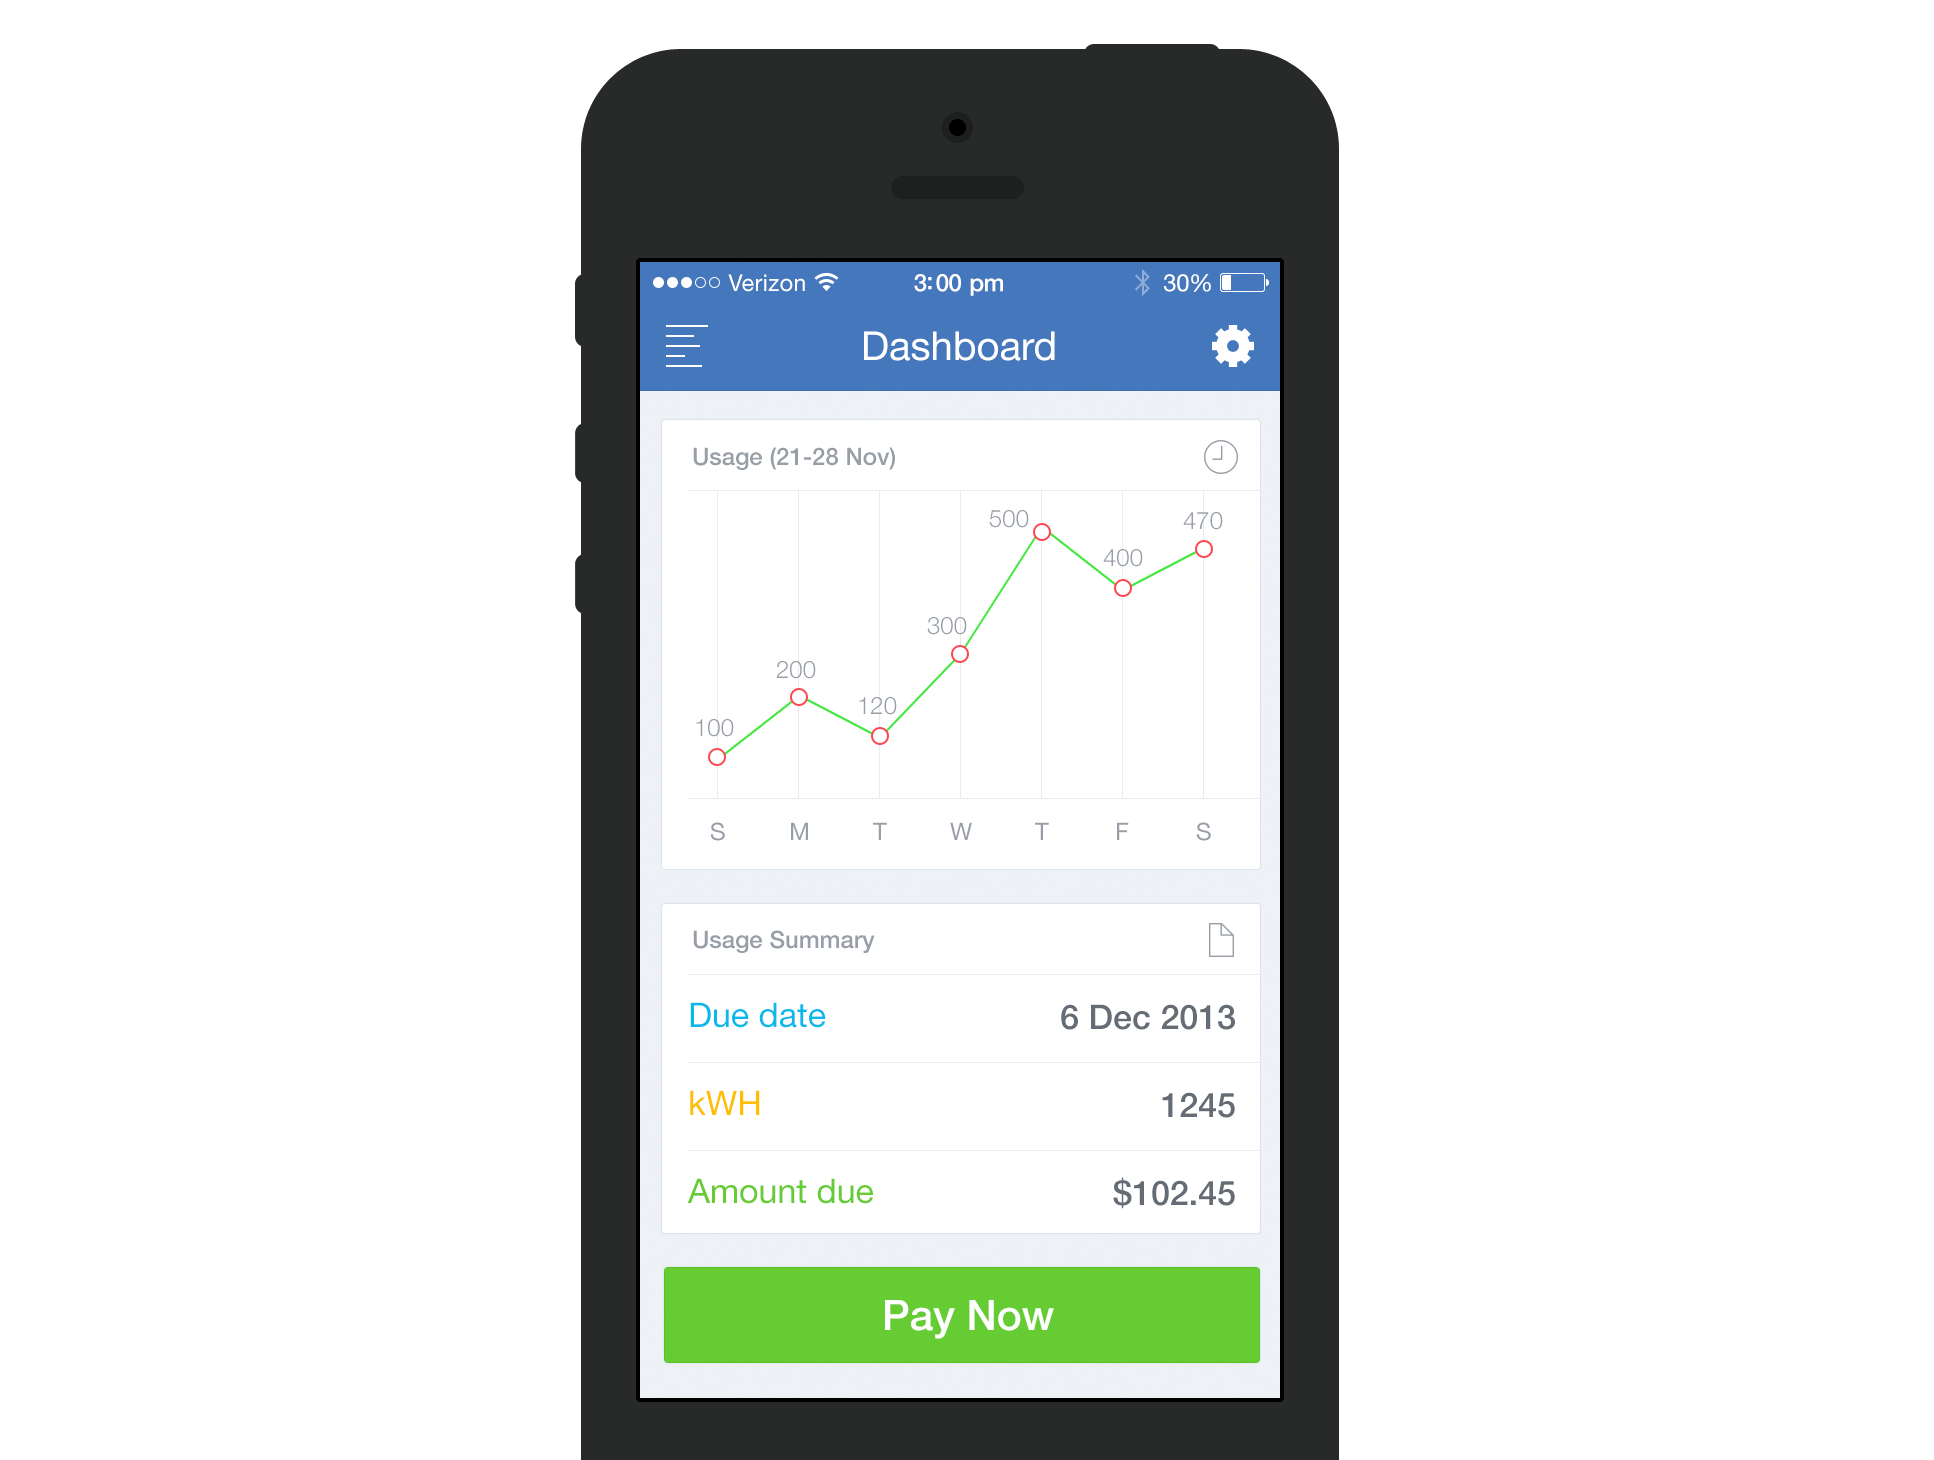 Verizon 3:00 pm 30%
Dashboard
Usage (21-28 Nov)
500
470
400
300
200
120
100
S M T W T F S
Usage Summary
Due date 6 Dec 2013
kWH 1245
Amount due $102.45
Pay Now